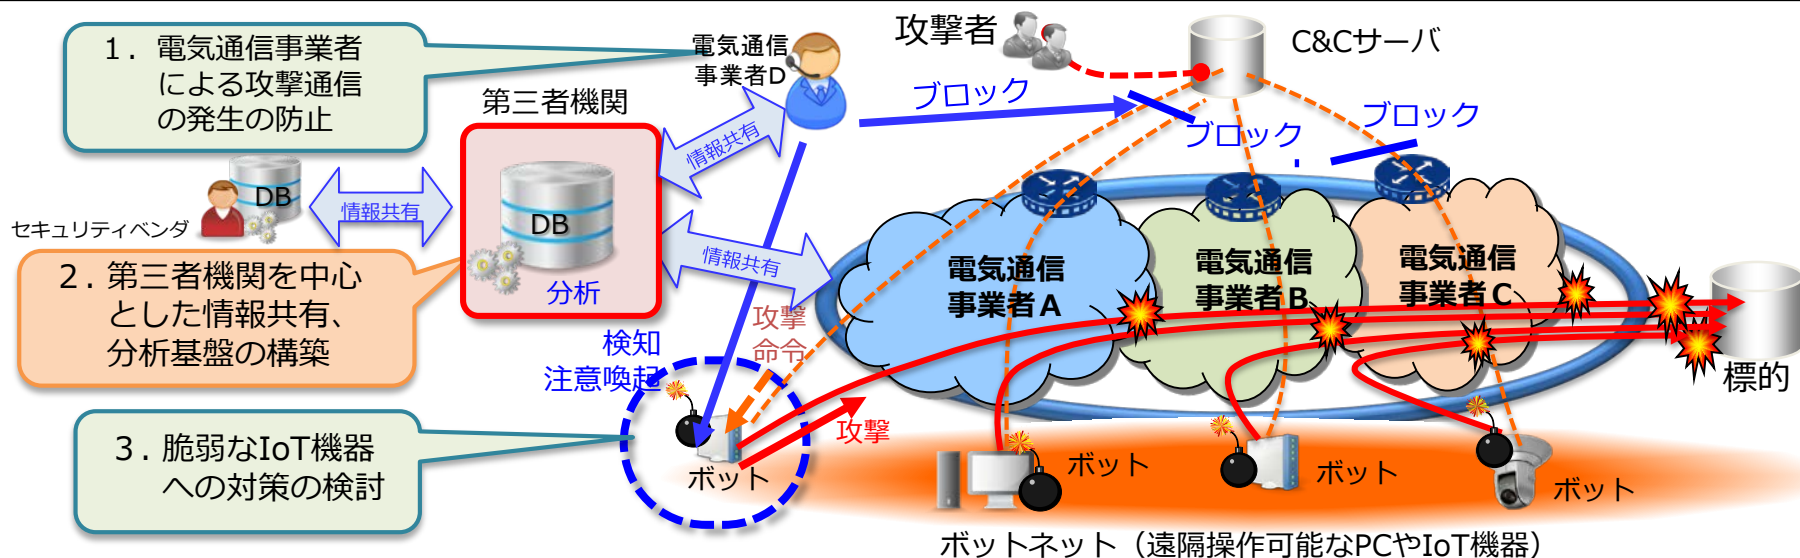 1. 電気通信事業者
による攻撃通信
の発生の防止
電気通信
事業者D
攻撃者
C&Cサーバ
ブロック
ブロック
ブロック
第三者機関
情報共有
DB
情報共有
DB
分析
セキュリティベンダ
情報共有
2. 第三者機関を中心
とした情報共有、
分析基盤の構築
電気通信
事業者A
電気通信
事業者B
電気通信
事業者C
攻撃
命令
検知
注意喚起
標的
3. 脆弱なIoT機器
への対策の検討
攻撃
ボット
ボット
ボット
ボット
ボットネット（遠隔操作可能なPCやIoT機器）